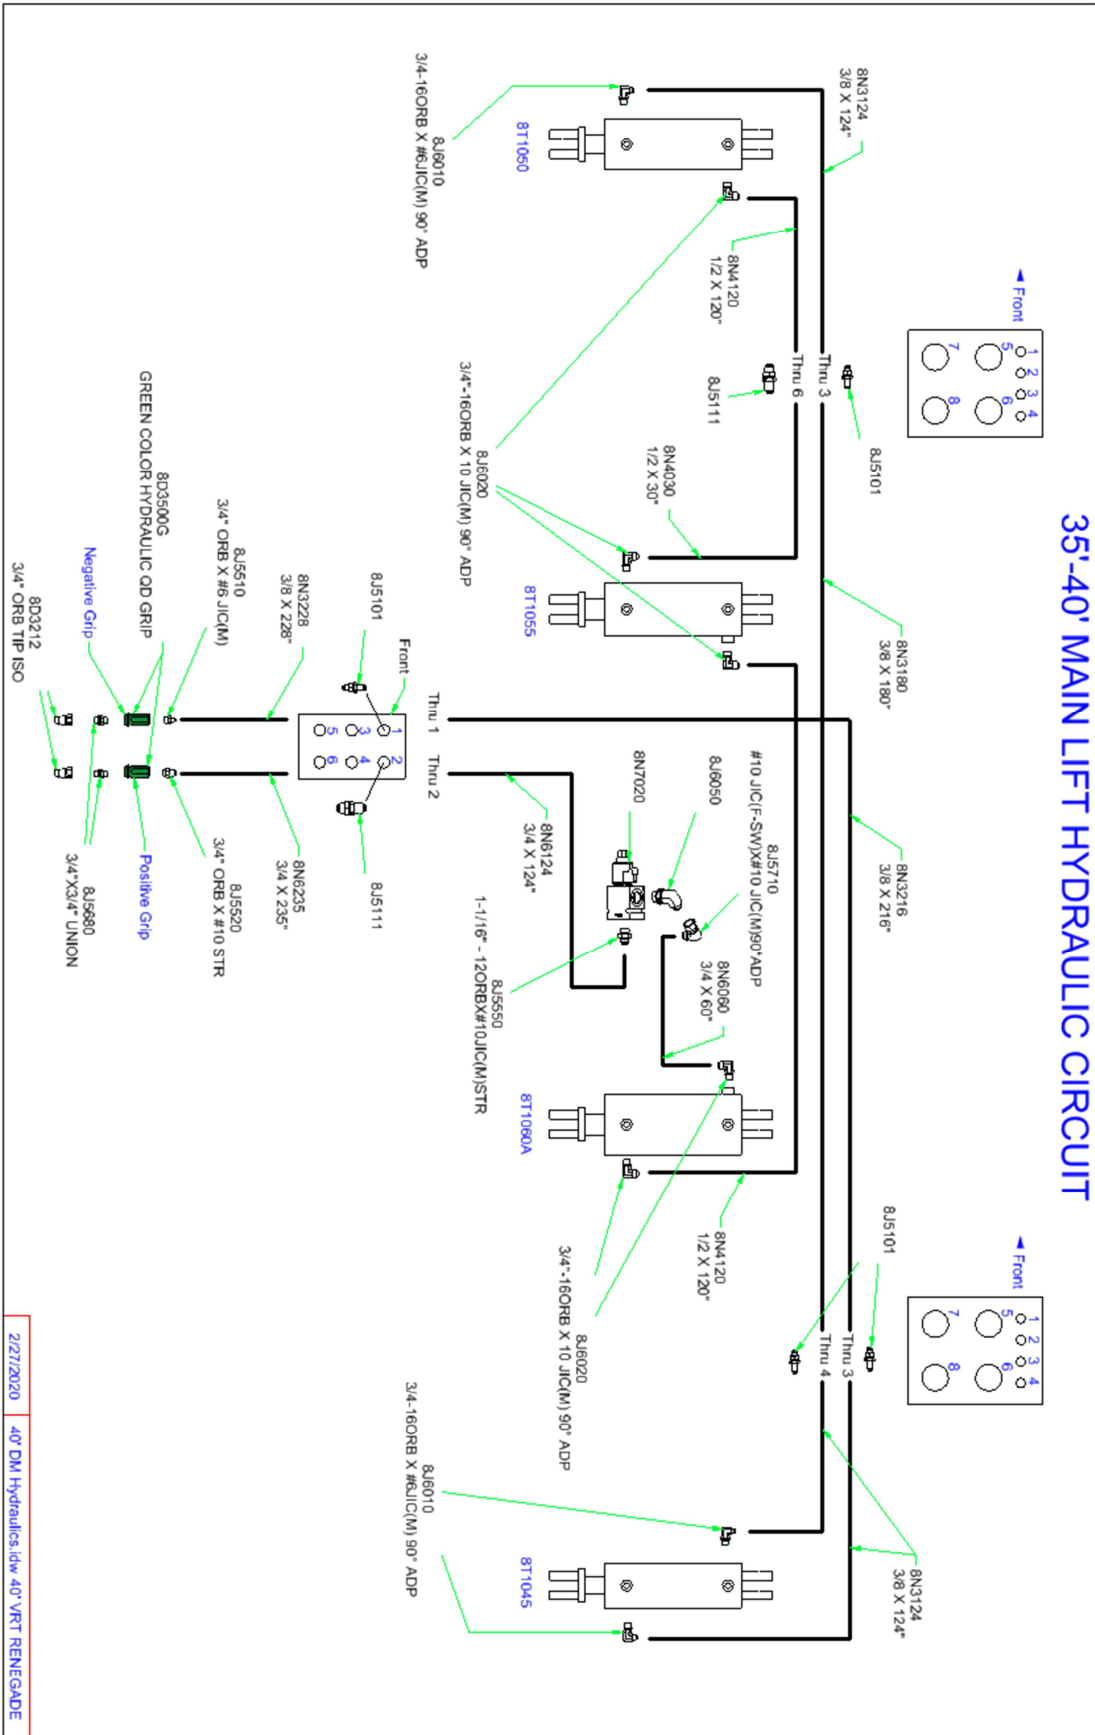 35'-40' MAIN LIFT HYDRAULIC CIRCUIT
◄ Front
1 2 3 4
5 6
7 8
◄ Front
1 2 3 4
5 6
7 8
8N3124
3/8 X 124"
8J5101
Thru 3
Thru 6
8J5111
8N3180
3/8 X 180"
8N3216
3/8 X 216"
8J5101
Thru 3
Thru 4
8N3124
3/8 X 124"
8N4120
1/2 X 120"
8N4030
1/2 X 30"
8J5710
#10 JIC(F-SW)X#10 JIC(M)90°ADP
8J6050
8N7020
8N6060
3/4 X 60"
8N4120
1/2 X 120"
8T1050
8T1055
8T1060A
8T1045
8J6010
3/4-16ORB X #6JIC(M) 90° ADP
8J6020
3/4"-16ORB X 10 JIC(M) 90° ADP
Thru 1
Thru 2
8N6124
3/4 X 124"
8J5550
1-1/16" - 12ORBX#10JIC(M)STR
8J6020
3/4"-16ORB X 10 JIC(M) 90° ADP
8J6010
3/4-16ORB X #6JIC(M) 90° ADP
Front
8J5101
1 2
3 4
5 6
8J5111
8N3228
3/8 X 228"
8N6235
3/4 X 235"
8J5510
3/4" ORB X #6 JIC(M)
8J5520
3/4" ORB X #10 STR
8D3500G
GREEN COLOR HYDRAULIC QD GRIP
Negative Grip
Positive Grip
8J5680
3/4"X3/4" UNION
8D3212
3/4" ORB TIP ISO
2/27/2020
40' DM Hydraulics.idw 40' VRT RENEGADE